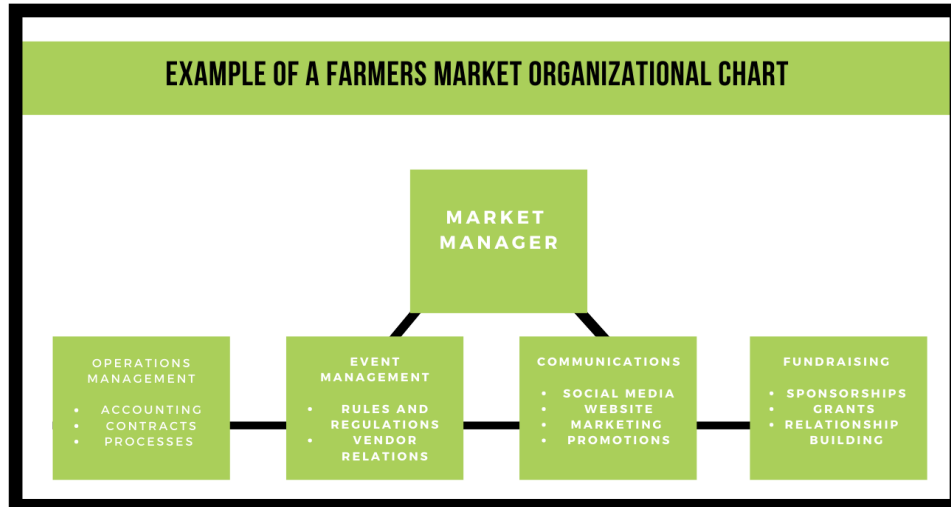 EXAMPLE OF A FARMERS MARKET ORGANIZATIONAL CHART
MARKET
MANAGER
OPERATIONS
MANAGEMENT
• ACCOUNTING
• CONTRACTS
• PROCESSES
EVENT
MANAGEMENT
• RULES AND
REGULATIONS
• VENDOR
RELATIONS
COMMUNICATIONS
• SOCIAL MEDIA
• WEBSITE
• MARKETING
• PROMOTIONS
FUNDRAISING
• SPONSORSHIPS
• GRANTS
• RELATIONSHIP
BUILDING